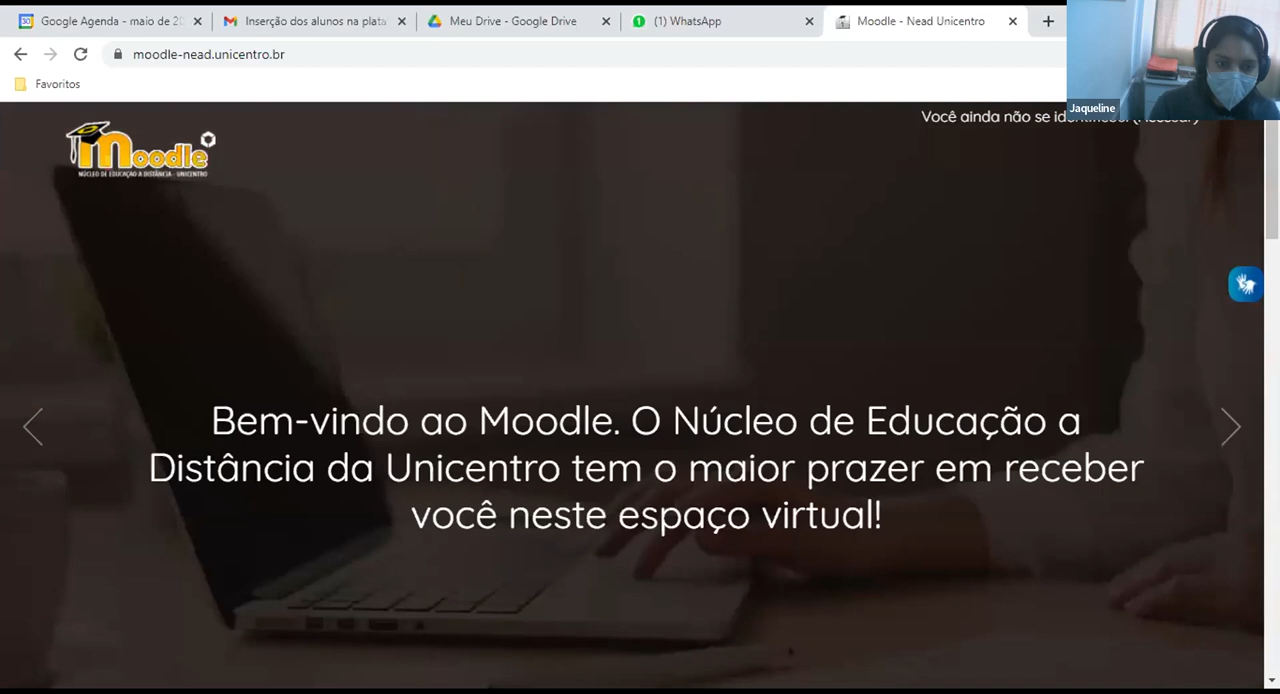 Google Agenda - maio de 20
Inserção dos alunos na plata
Meu Drive - Google Drive
(1) WhatsApp
Moodle - Nead Unicentro
moodle-nead.unicentro.br
Favoritos
Jaqueline
Você ainda não se
moodle
NÚCLEO DE EDUCAÇÃO A DISTÂNCIA - UNICENTRO
Bem-vindo ao Moodle. O Núcleo de Educação a
Distância da Unicentro tem o maior prazer em receber
você neste espaço virtual!